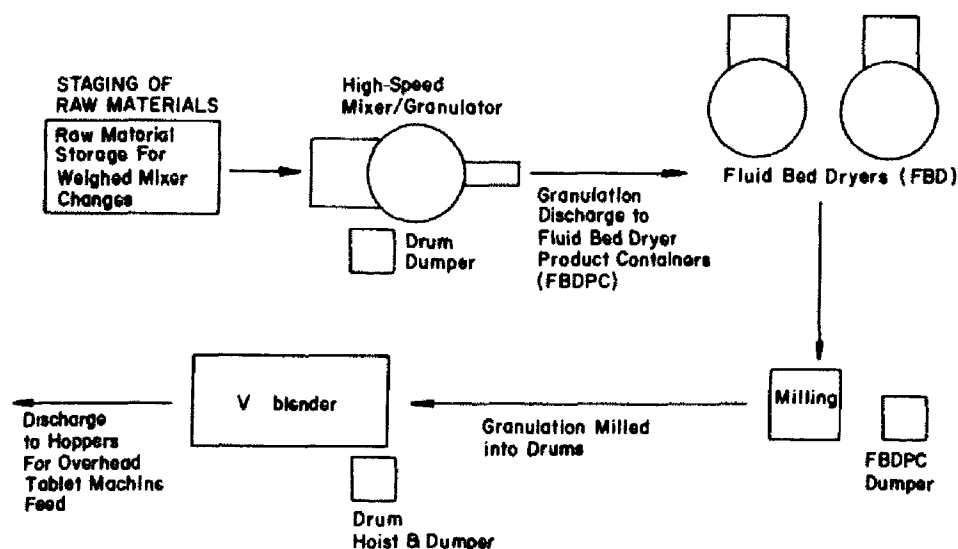 STAGING OF
RAW MATERIALS
Raw Material
Storage For
Weighed Mixer
Changes
High-Speed
Mixer/Granulator
Drum
Dumper
Granulation
Discharge to
Fluid Bed Dryer
Product Containers
(FBDPC)
Fluid Bed Dryers (FBD)
Milling
FBDPC
Dumper
Granulation Milled
into Drums
V blender
Drum
Hoist & Dumper
Discharge
to Hoppers
For Overhead
Tablet Machine
Feed